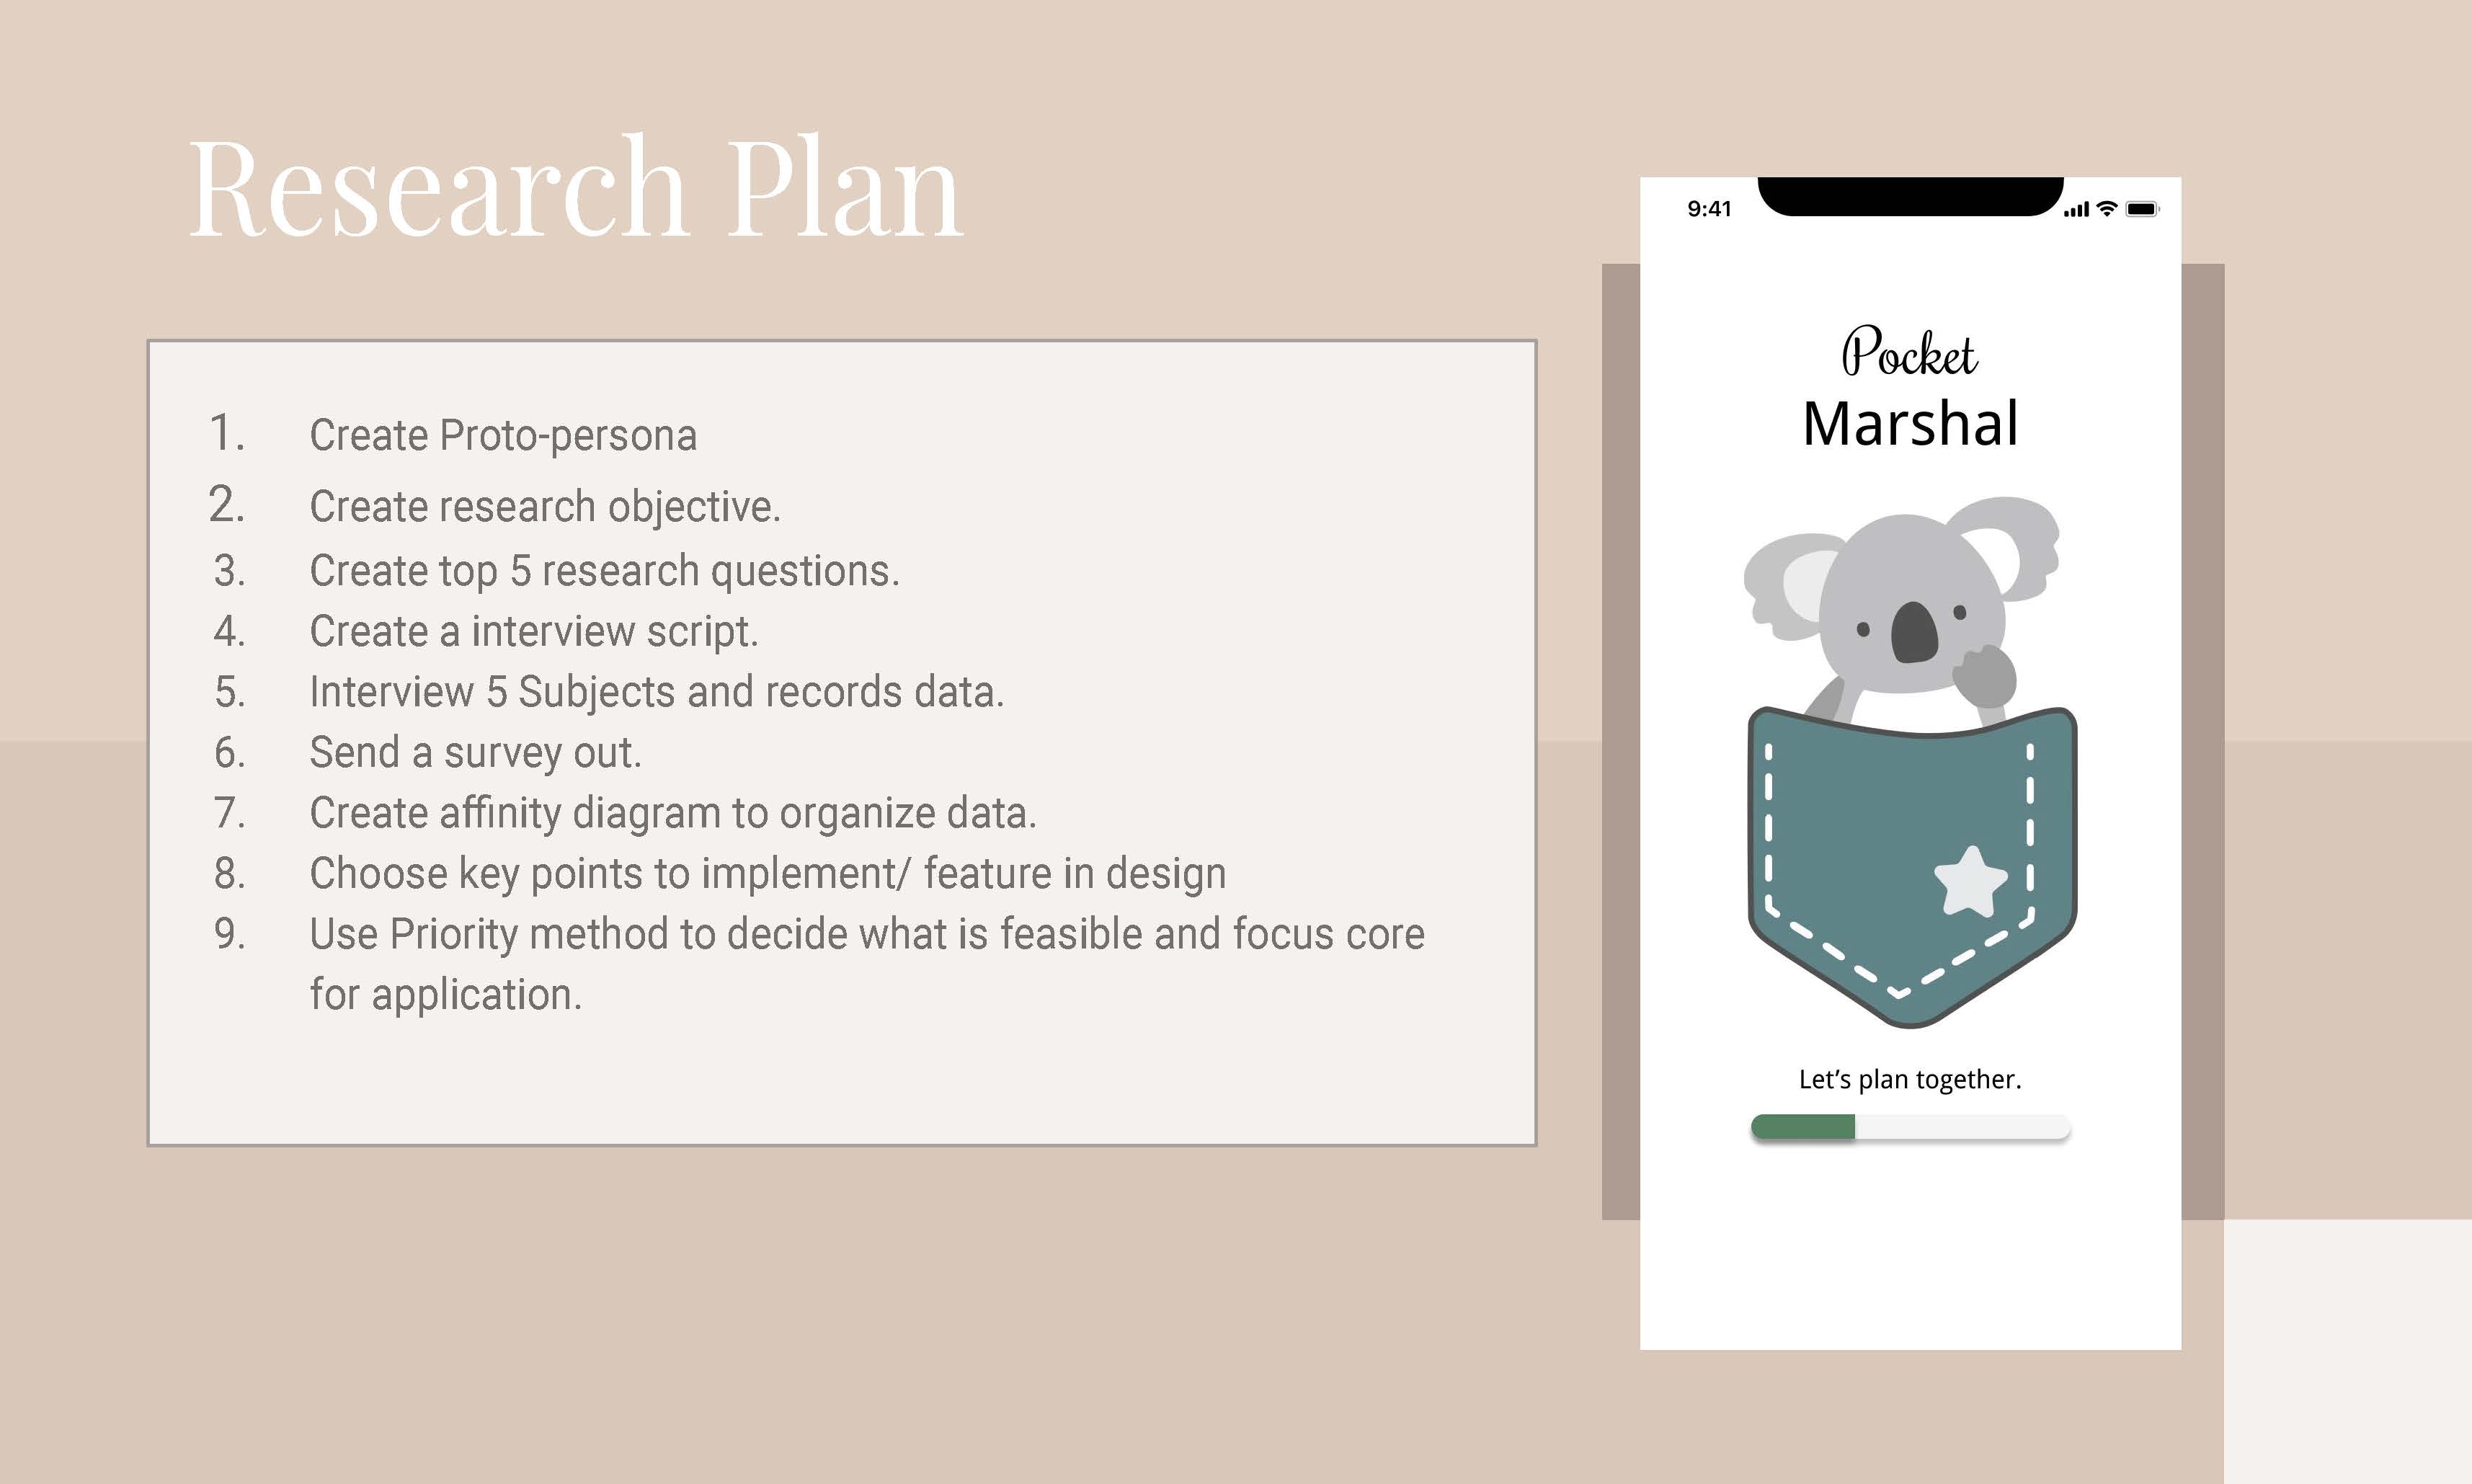 Research Plan
1. Create Proto-persona
2. Create research objective.
3. Create top 5 research questions.
4. Create a interview script.
5. Interview 5 Subjects and records data.
6. Send a survey out.
7. Create affinity diagram to organize data.
8. Choose key points to implement/ feature in design
9. Use Priority method to decide what is feasible and focus core
for application.
9:41
Pocket
Marshal
Let’s plan together.